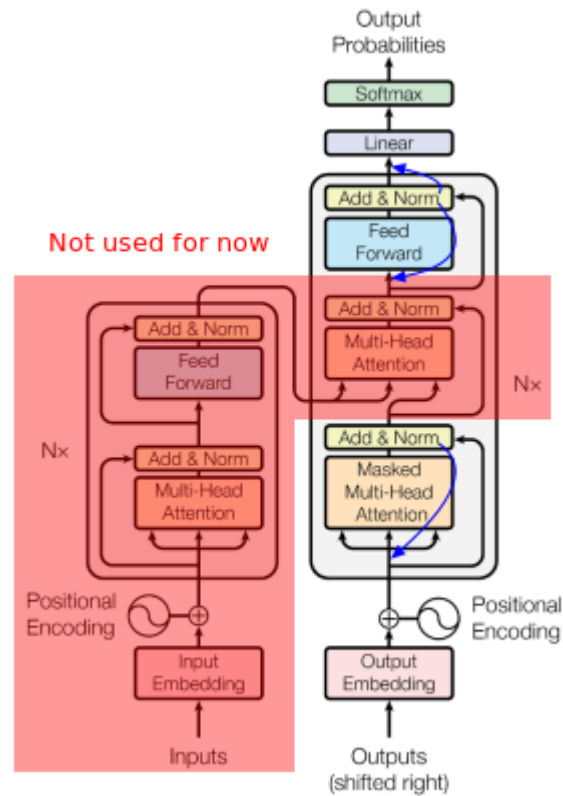 Output
Probabilities
Softmax
Linear
Add & Norm
Feed
Forward
Not used for now
Add & Norm
Multi-Head
Attention
Nx
Add & Norm
Feed
Forward
Nx
Add & Norm
Multi-Head
Attention
Add & Norm
Masked
Multi-Head
Attention
Positional
Encoding
Positional
Encoding
Input
Embedding
Output
Embedding
Inputs
Outputs
(shifted right)